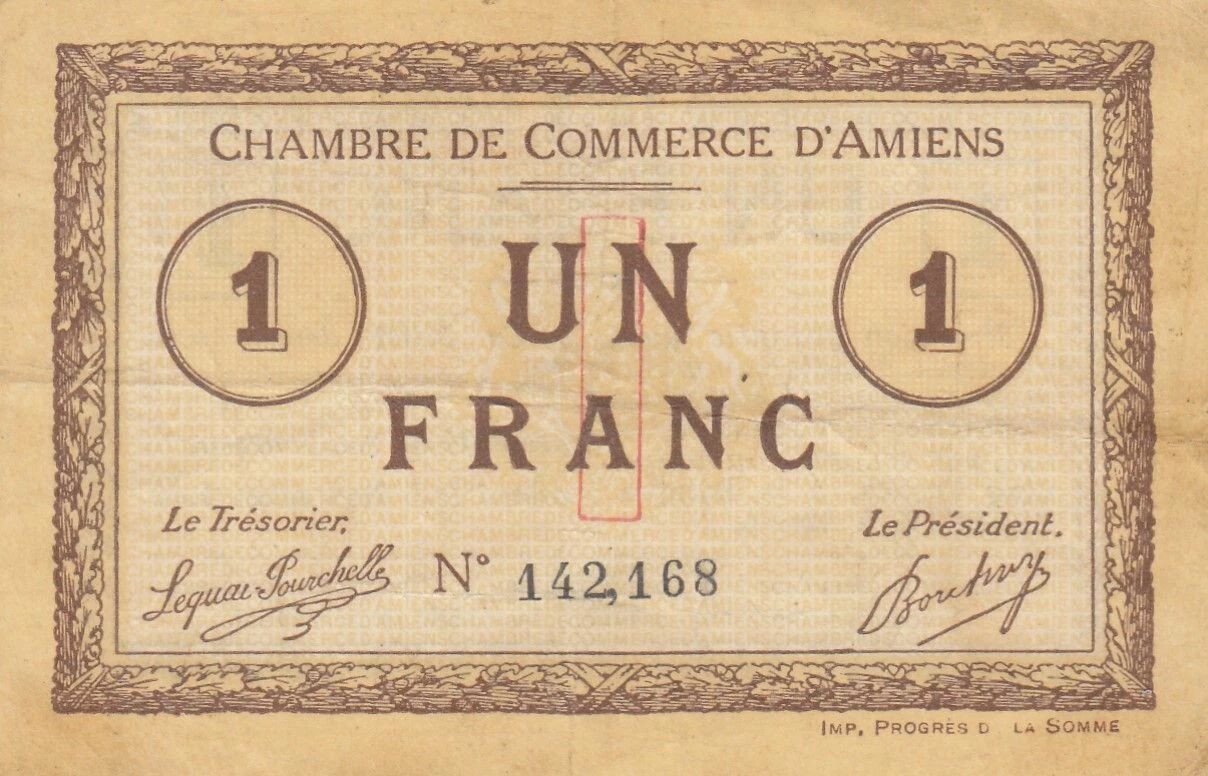 CHAMBRE DE COMMERCE D'AMIENS
1 UN 1
FRANC
Le Trésorier,
Le Président.
N° 142,168
IMP. PROGRÈS D LA SOMME